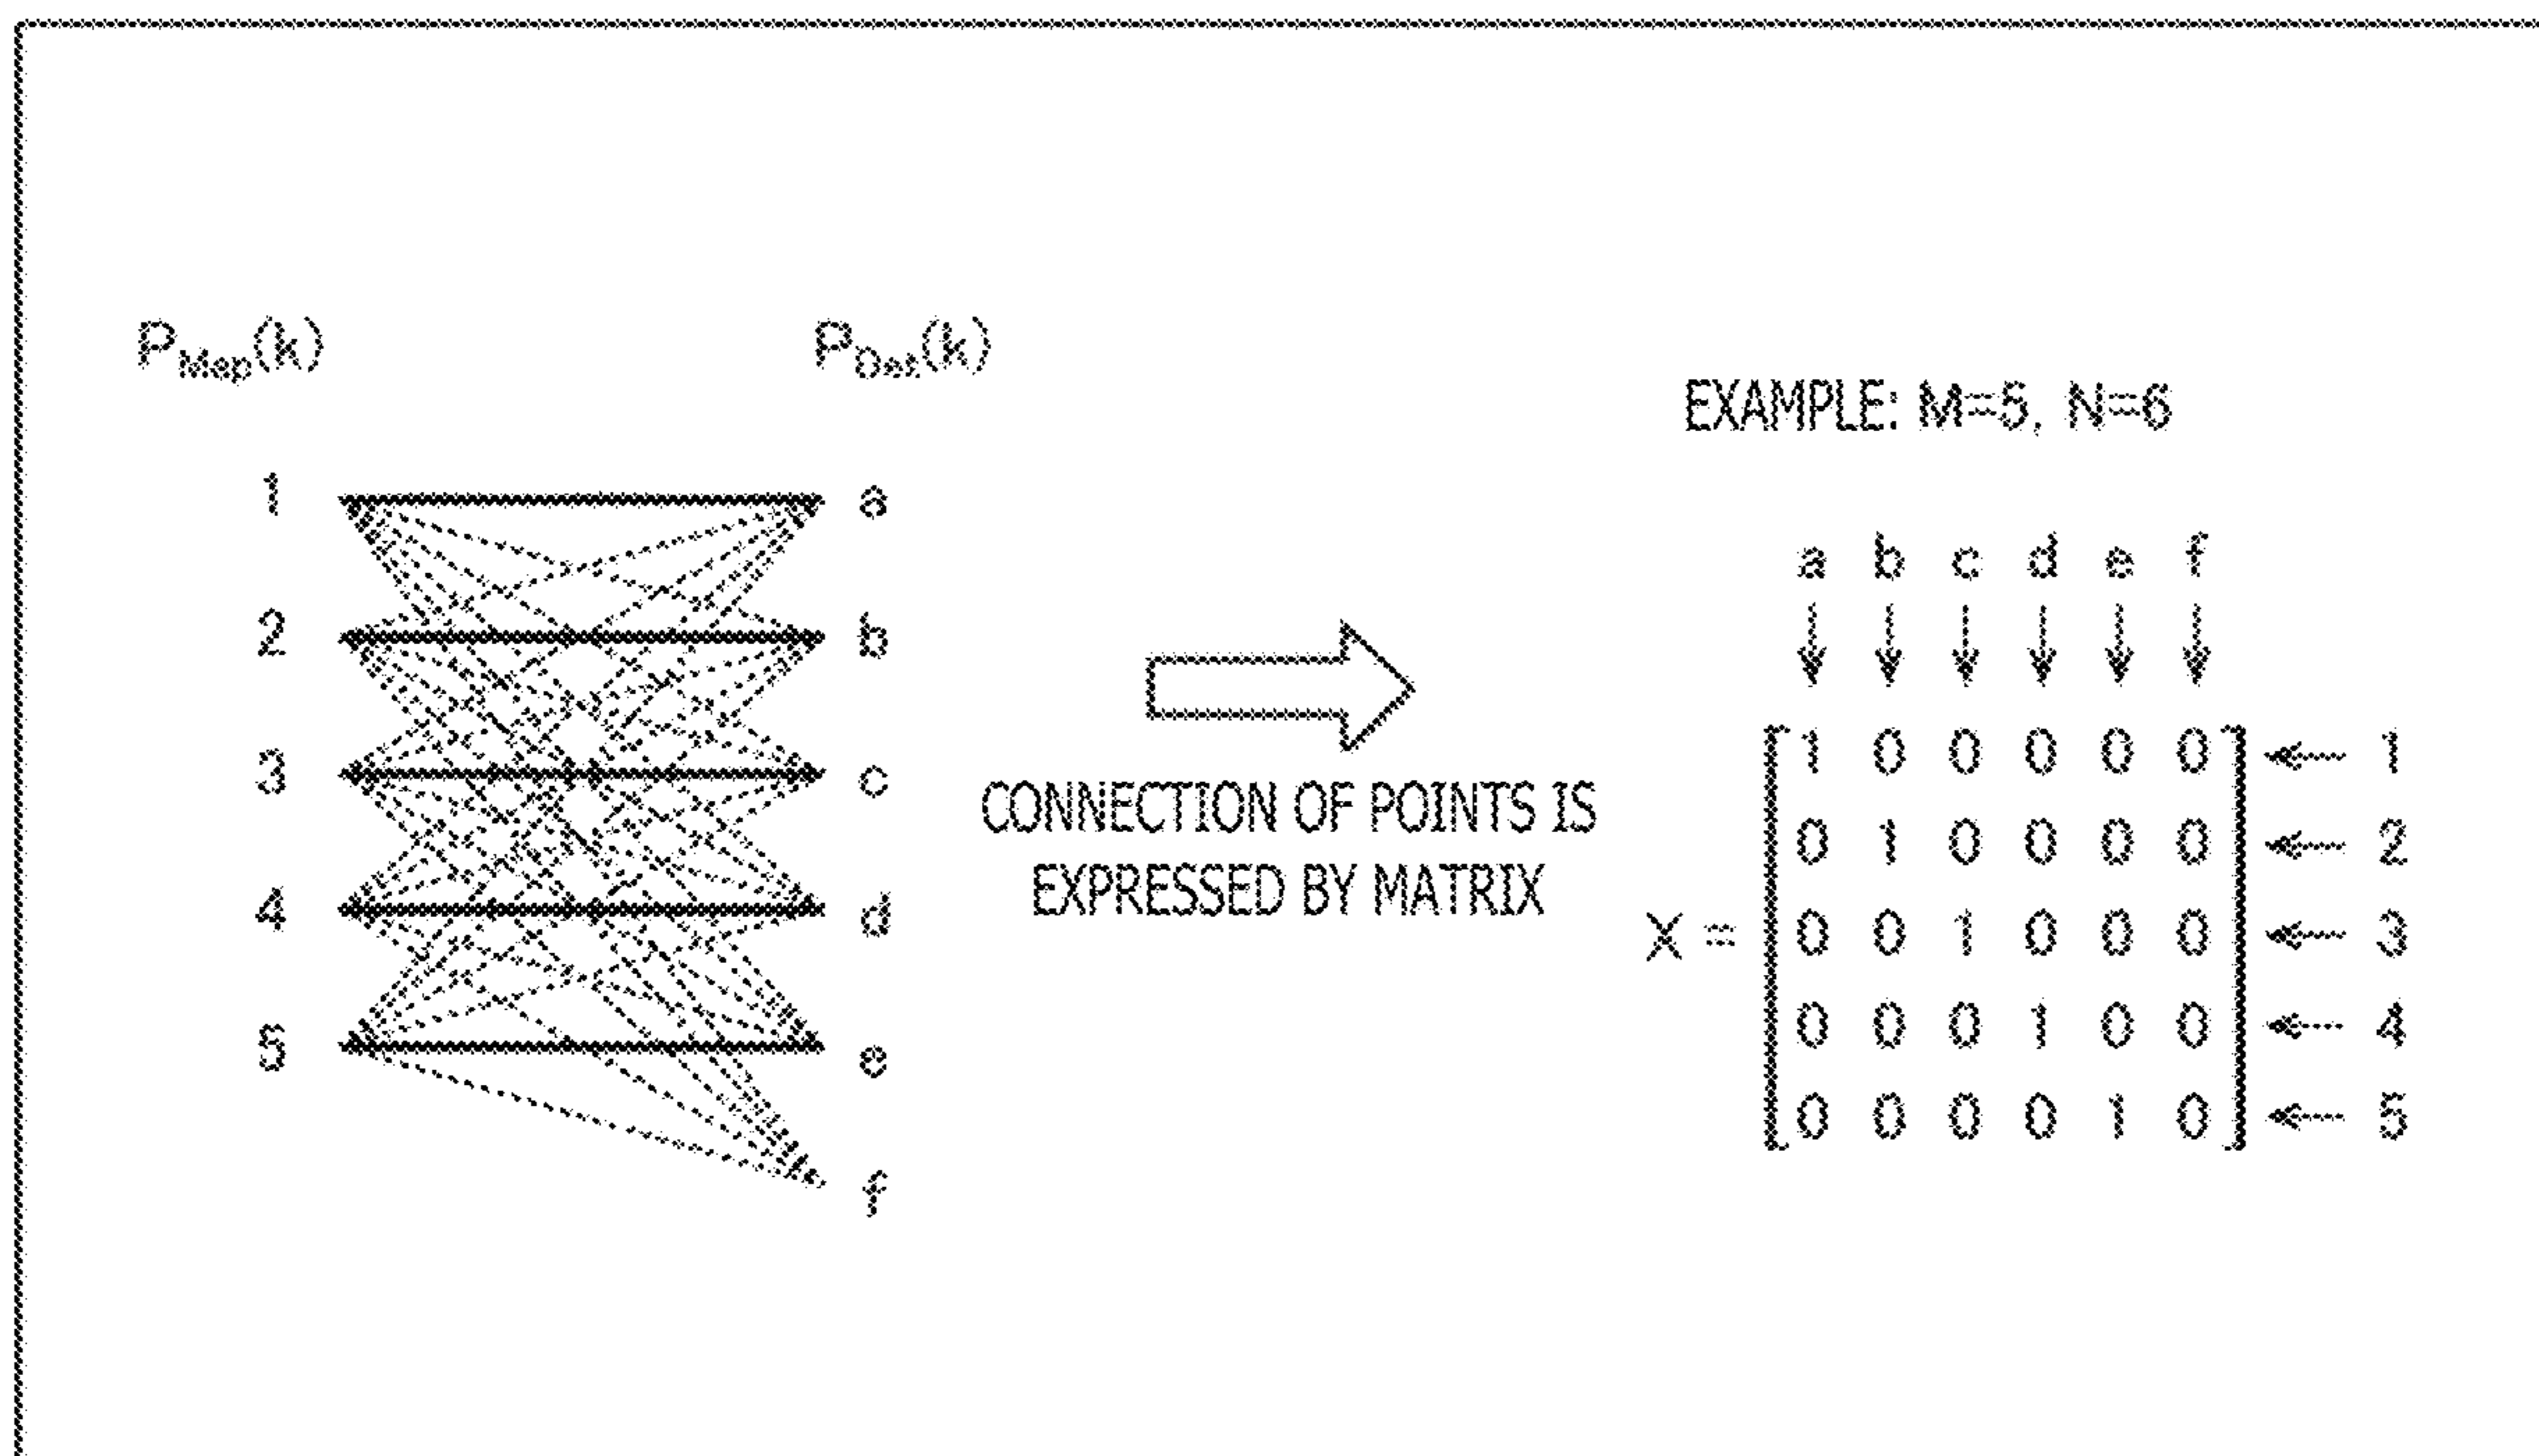 P_Map(k) P_Det(k)
EXAMPLE: M=5, N=6
1 a
2 b
3 c
4 d
5 e
f
CONNECTION OF POINTS IS
EXPRESSED BY MATRIX
a b c d e f
X =
1 0 0 0 0 0 1
0 1 0 0 0 0 2
0 0 1 0 0 0 3
0 0 0 1 0 0 4
0 0 0 0 1 0 5